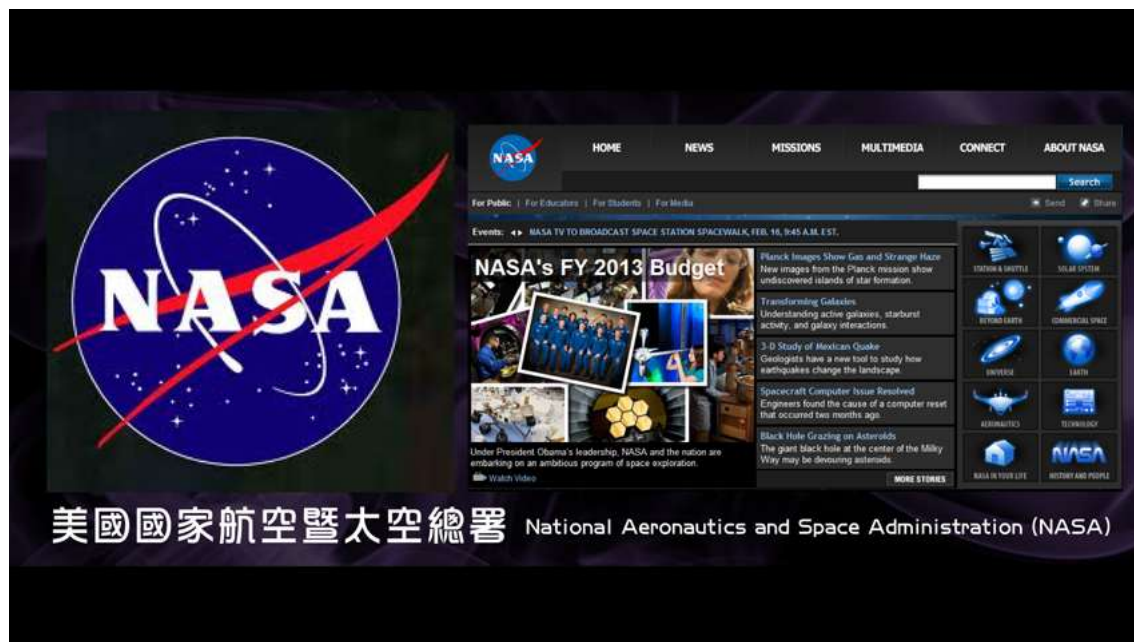 NASA
NASA
HOME NEWS MISSIONS MULTIMEDIA CONNECT ABOUT NASA
Search
For Public | For Educators | For Students | For Media
Send Share
Events: NASA TV TO BROADCAST SPACE STATION SPACEWALK, FEB. 16, 9:45 A.M. EST.
NASA's FY 2013 Budget
Under President Obama's leadership, NASA and the nation are
embarking on an ambitious program of space exploration.
Watch Video
Planck Images Show Gas and Strange Haze
New images from the Planck mission show
undiscovered islands of star formation.
Transforming Galaxies
Understanding active galaxies, starburst
activity, and galaxy interactions.
3-D Study of Mexican Quake
Geologists have a new tool to study how
earthquakes change the landscape.
Spacecraft Computer Issue Resolved
Engineers found the cause of a computer reset
that occurred two months ago.
Black Hole Grazing on Asteroids
The giant black hole at the center of the Milky
Way may be devouring asteroids.
MORE STORIES
STATION & SHUTTLE SOLAR SYSTEM
BEYOND EARTH COMMERCIAL SPACE
UNIVERSE EARTH
AERONAUTICS TECHNOLOGY
NASA
NASA IN YOUR LIFE HISTORY AND PEOPLE
美國國家航空暨太空總署 National Aeronautics and Space Administration (NASA)